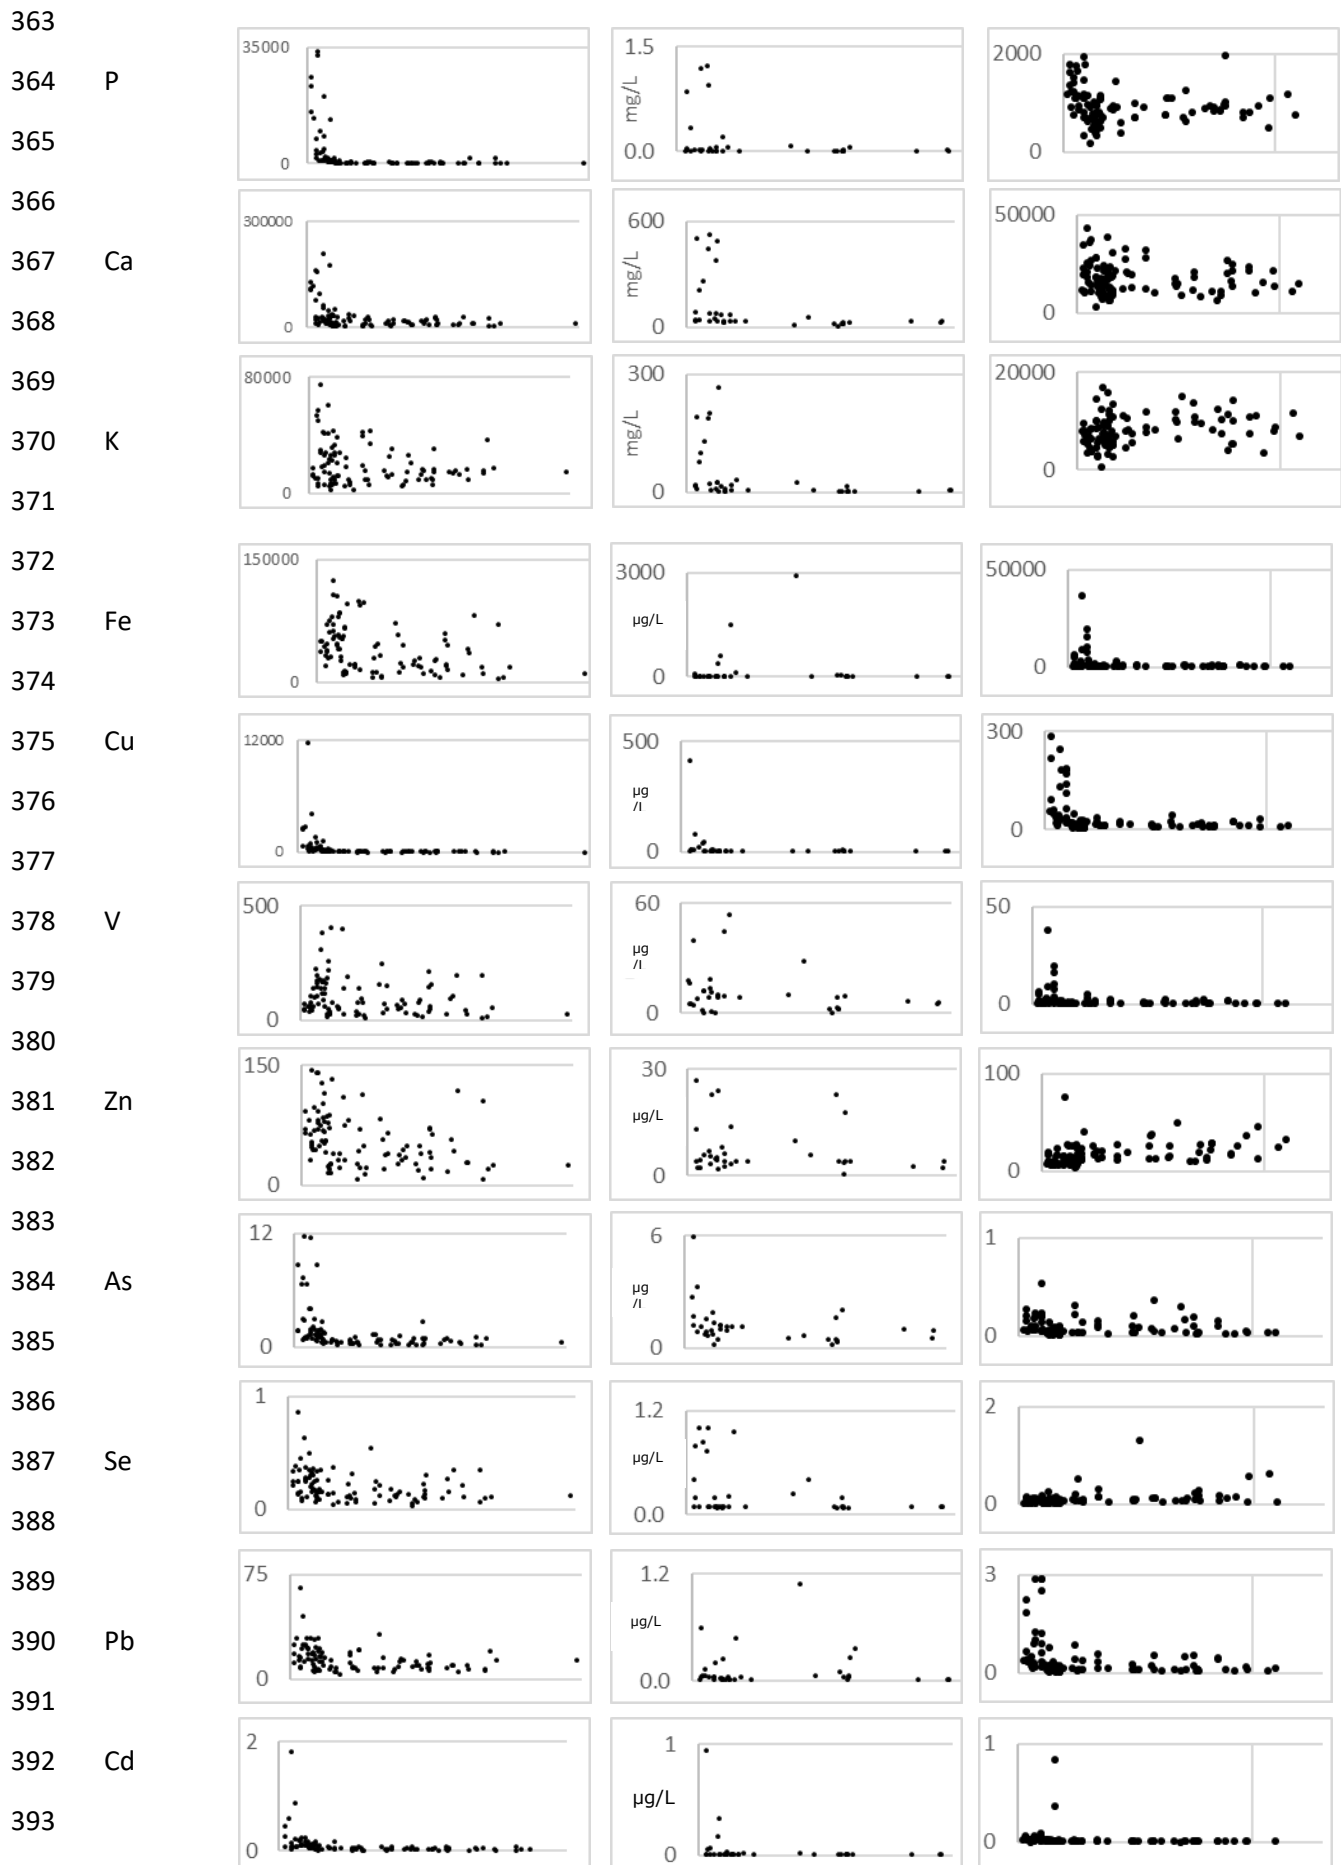 363
35000 1.5 2000
364 P mg/L
365 0 0.0 0
366
300000 600 50000
367 Ca mg/L
368 0 0 0
369
80000 300 20000
370 K mg/L
371 0 0 0
372
150000 3000 50000
373 Fe µg/L
374 0 0 0
375 Cu 12000 500 300
376 µg
/l
377 0 0 0
378 V 500 60 50
379 µg
/l
380 0 0 0
150 30 100
381 Zn µg/L
382 0 0 0
383
12 6 1
384 As µg
/l
385 0 0 0
386 1 1.2 2
387 Se µg/L
388 0 0.0 0
389 75 1.2 3
390 Pb µg/L
391 0 0.0 0
392 Cd 2 1 1
µg/L
393 0 0 0